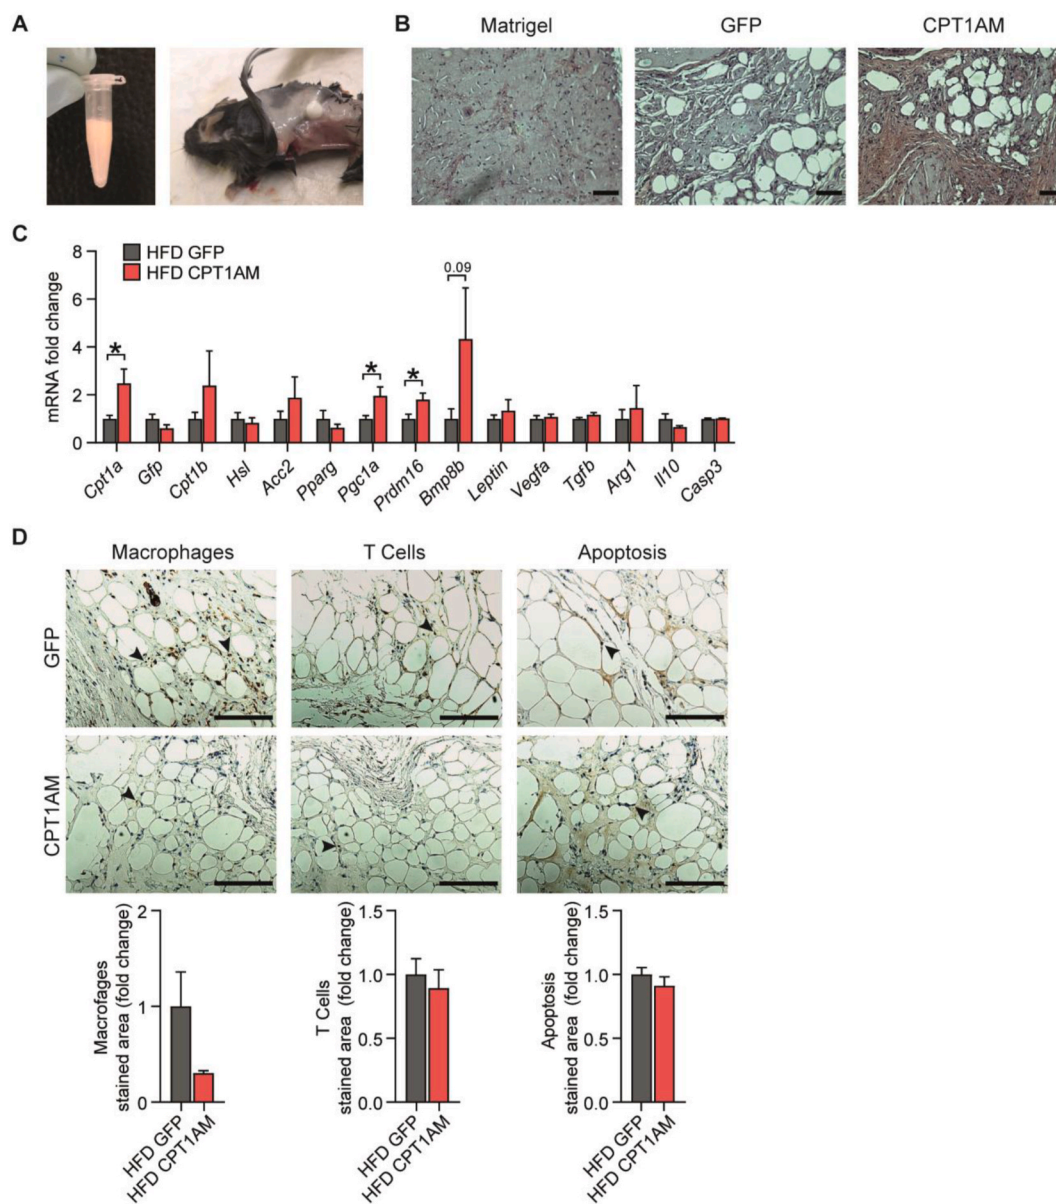 A
B
Matrigel
GFP
CPT1AM
C
HFD GFP
HFD CPT1AM
mRNA fold change
8
6
4
2
0
*
*
*
0.09
Cpt1a
Gfp
Cpt1b
Hsl
Acc2
Pparg
Pgc1a
Prdm16
Bmp8b
Leptin
Vegfa
Tgfb
Arg1
Il10
Casp3
D
Macrophages
T Cells
Apoptosis
GFP
CPT1AM
Macrofages
stained area (fold change)
2
1
0
HFD GFP
HFD CPT1AM
T Cells
stained area (fold change)
1.5
1.0
0.5
0.0
HFD GFP
HFD CPT1AM
Apoptosis
stained area (fold change)
1.5
1.0
0.5
0.0
HFD GFP
HFD CPT1AM